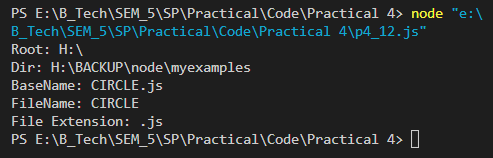 PS E:\B_Tech\SEM_5\SP\Practical\Code\Practical 4> node "e:\
B_Tech\SEM_5\SP\Practical\Code\Practical 4\p4_12.js"
Root: H:\
Dir: H:\BACKUP\node\myexamples
BaseName: CIRCLE.js
FileName: CIRCLE
File Extension: .js
PS E:\B_Tech\SEM_5\SP\Practical\Code\Practical 4>